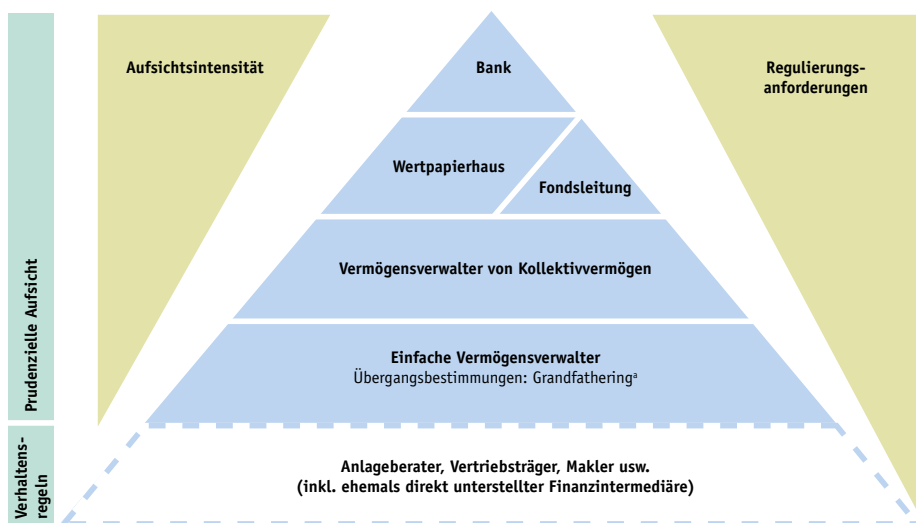 Aufsichtsintensität
Bank
Regulierungs-
anforderungen
Wertpapierhaus
Fondsleitung
Vermögensverwalter von Kollektivvermögen
Einfache Vermögensverwalter
Übergangsbestimmungen: Grandfatheringᵃ
Anlageberater, Vertriebsträger, Makler usw.
(inkl. ehemals direkt unterstellter Finanzintermediäre)
Prudenzielle Aufsicht
Verhaltens-
regeln